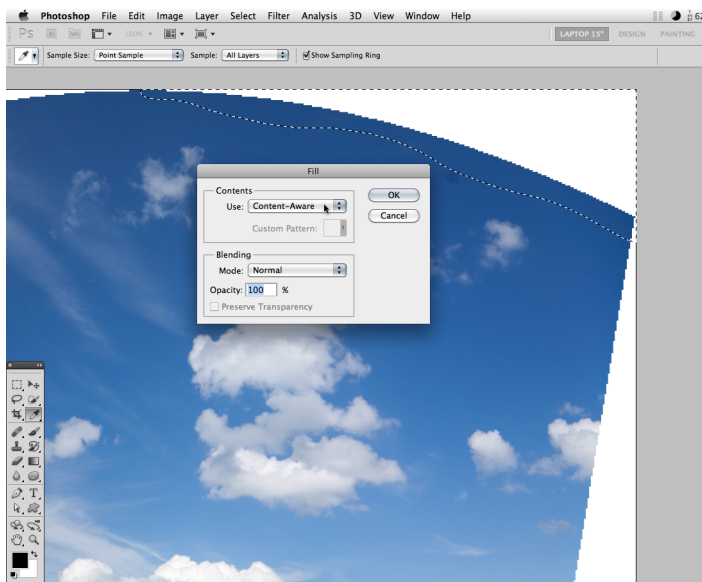 Photoshop File Edit Image Layer Select Filter Analysis 3D View Window Help
Ps Br Mb 100% LAPTOP 15" DESIGN PAINTING
Sample Size: Point Sample Sample: All Layers Show Sampling Ring
Fill
Contents
Use: Content-Aware
OK
Custom Pattern:
Cancel
Blending
Mode: Normal
Opacity: 100 %
Preserve Transparency
T